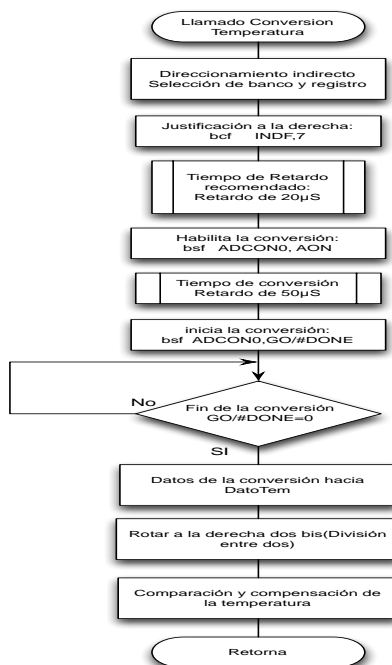 Llamado Conversion
Temperatura
Direccionamiento indirecto
Selección de banco y registro
Justificación a la derecha:
bcf INDF,7
Tiempo de Retardo
recomendado:
Retardo de 20µS
Habilita la conversión:
bsf ADCON0, AON
Tiempo de conversión
Retardo de 50µS
inicia la conversión:
bsf ADCON0,GO/#DONE
No
Fin de la conversión
GO/#DONE=0
SI
Datos de la conversión hacia
DatoTem
Rotar a la derecha dos bis(División
entre dos)
Comparación y compensación de
la temperatura
Retorna